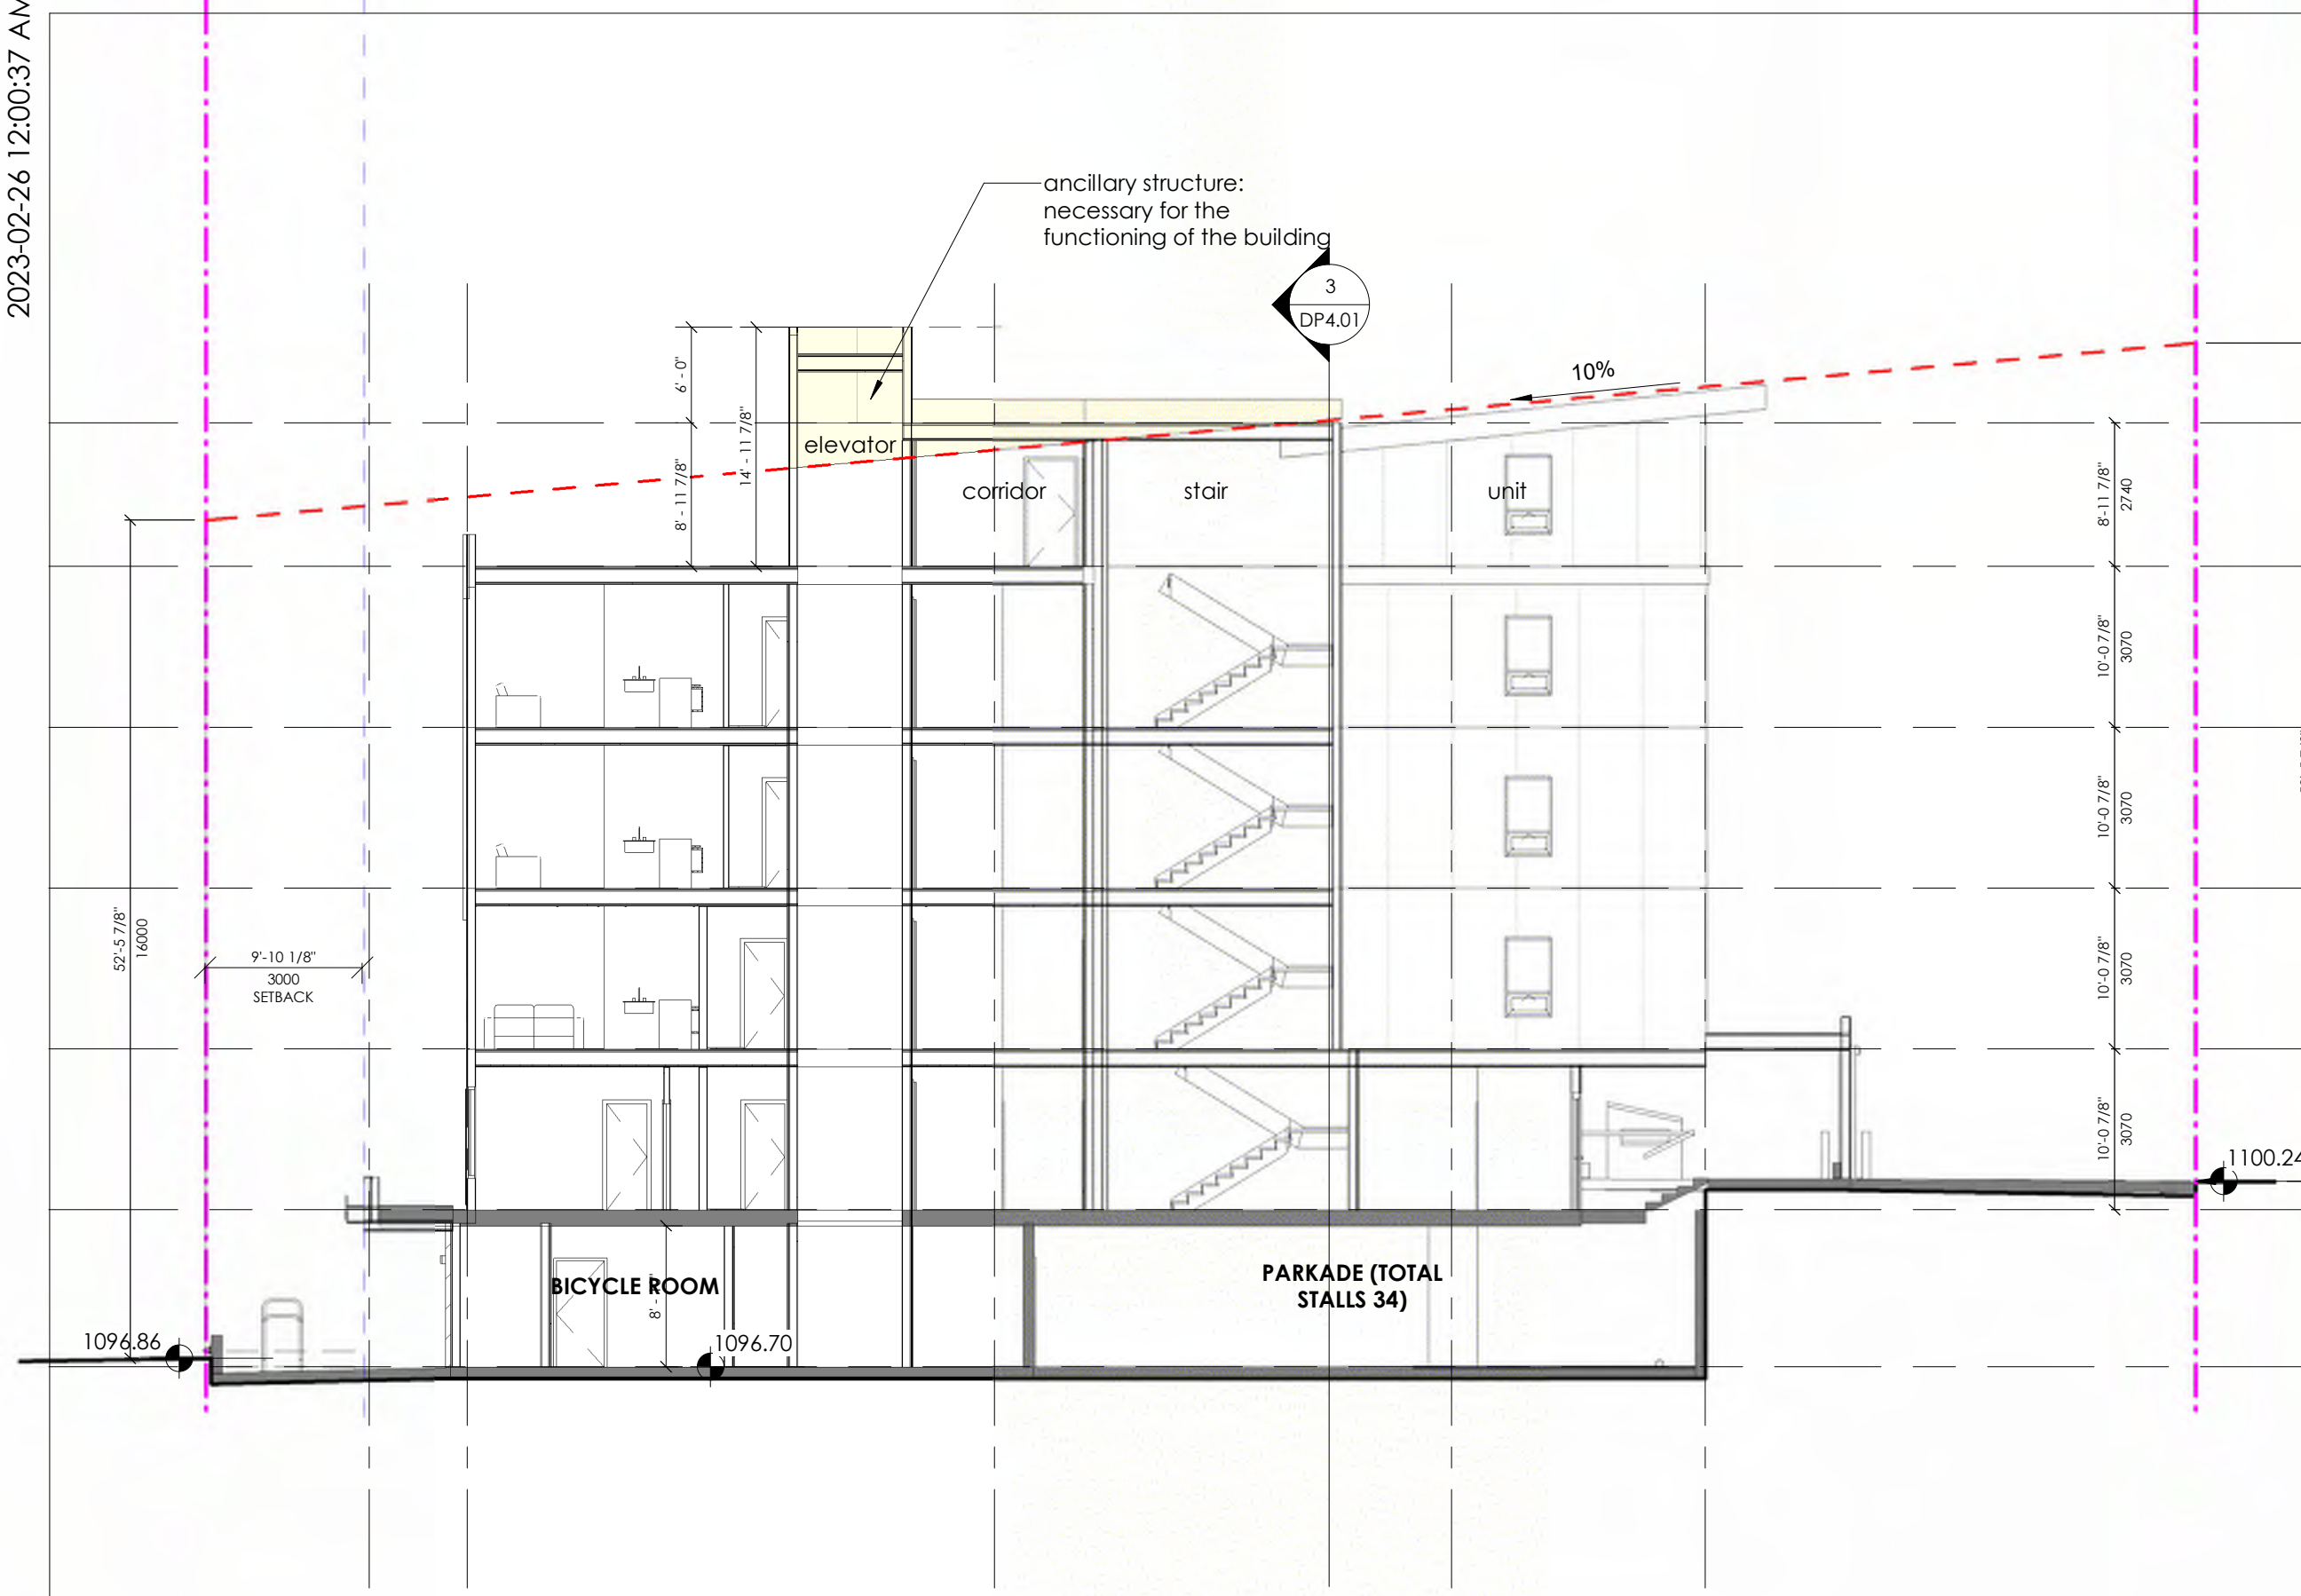 2023-02-26 12:00:37 AM
ancillary structure:
necessary for the
functioning of the building
3
DP4.01
10%
6' - 0"
14' - 11 7/8"
8' - 11 7/8"
elevator
corridor
stair
unit
8'-11 7/8"
2740
10'-0 7/8"
3070
10'-0 7/8"
3070
10'-0 7/8"
3070
10'-0 7/8"
3070
52'-5 7/8"
16000
9'-10 1/8"
3000
SETBACK
1100.24
BICYCLE ROOM
8' -
PARKADE (TOTAL
STALLS 34)
1096.86
1096.70